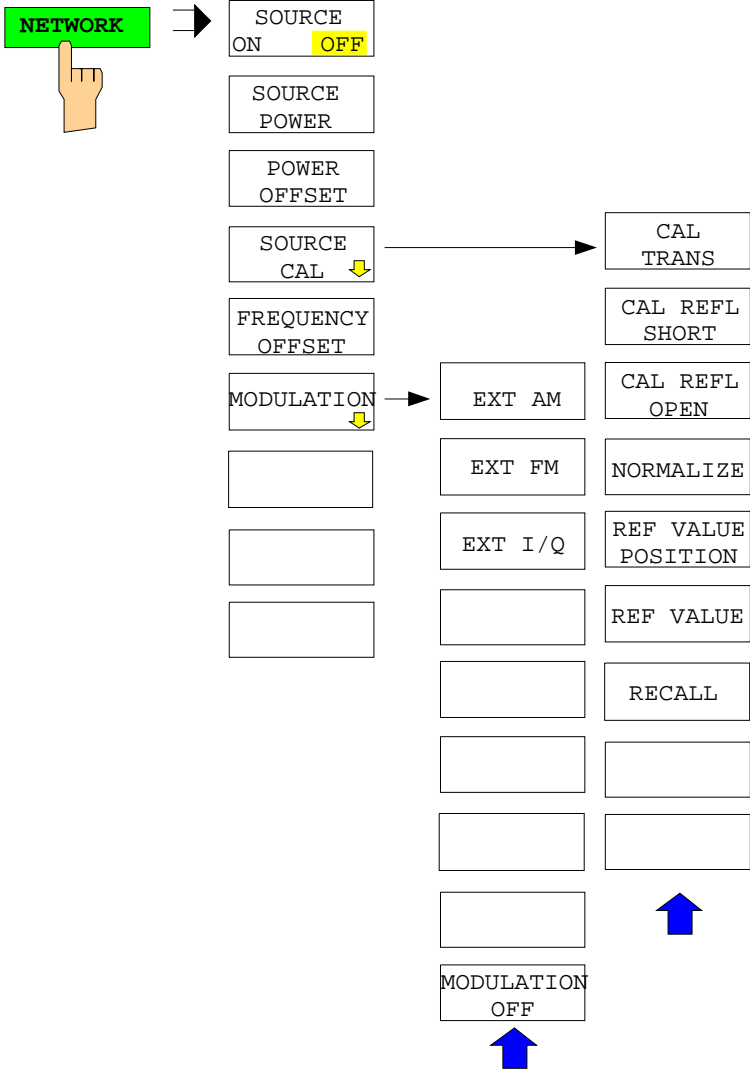 NETWORK
SOURCE
ON OFF
SOURCE
POWER
POWER
OFFSET
SOURCE
CAL
FREQUENCY
OFFSET
MODULATION
EXT AM
EXT FM
EXT I/Q
MODULATION
OFF
CAL
TRANS
CAL REFL
SHORT
CAL REFL
OPEN
NORMALIZE
REF VALUE
POSITION
REF VALUE
RECALL